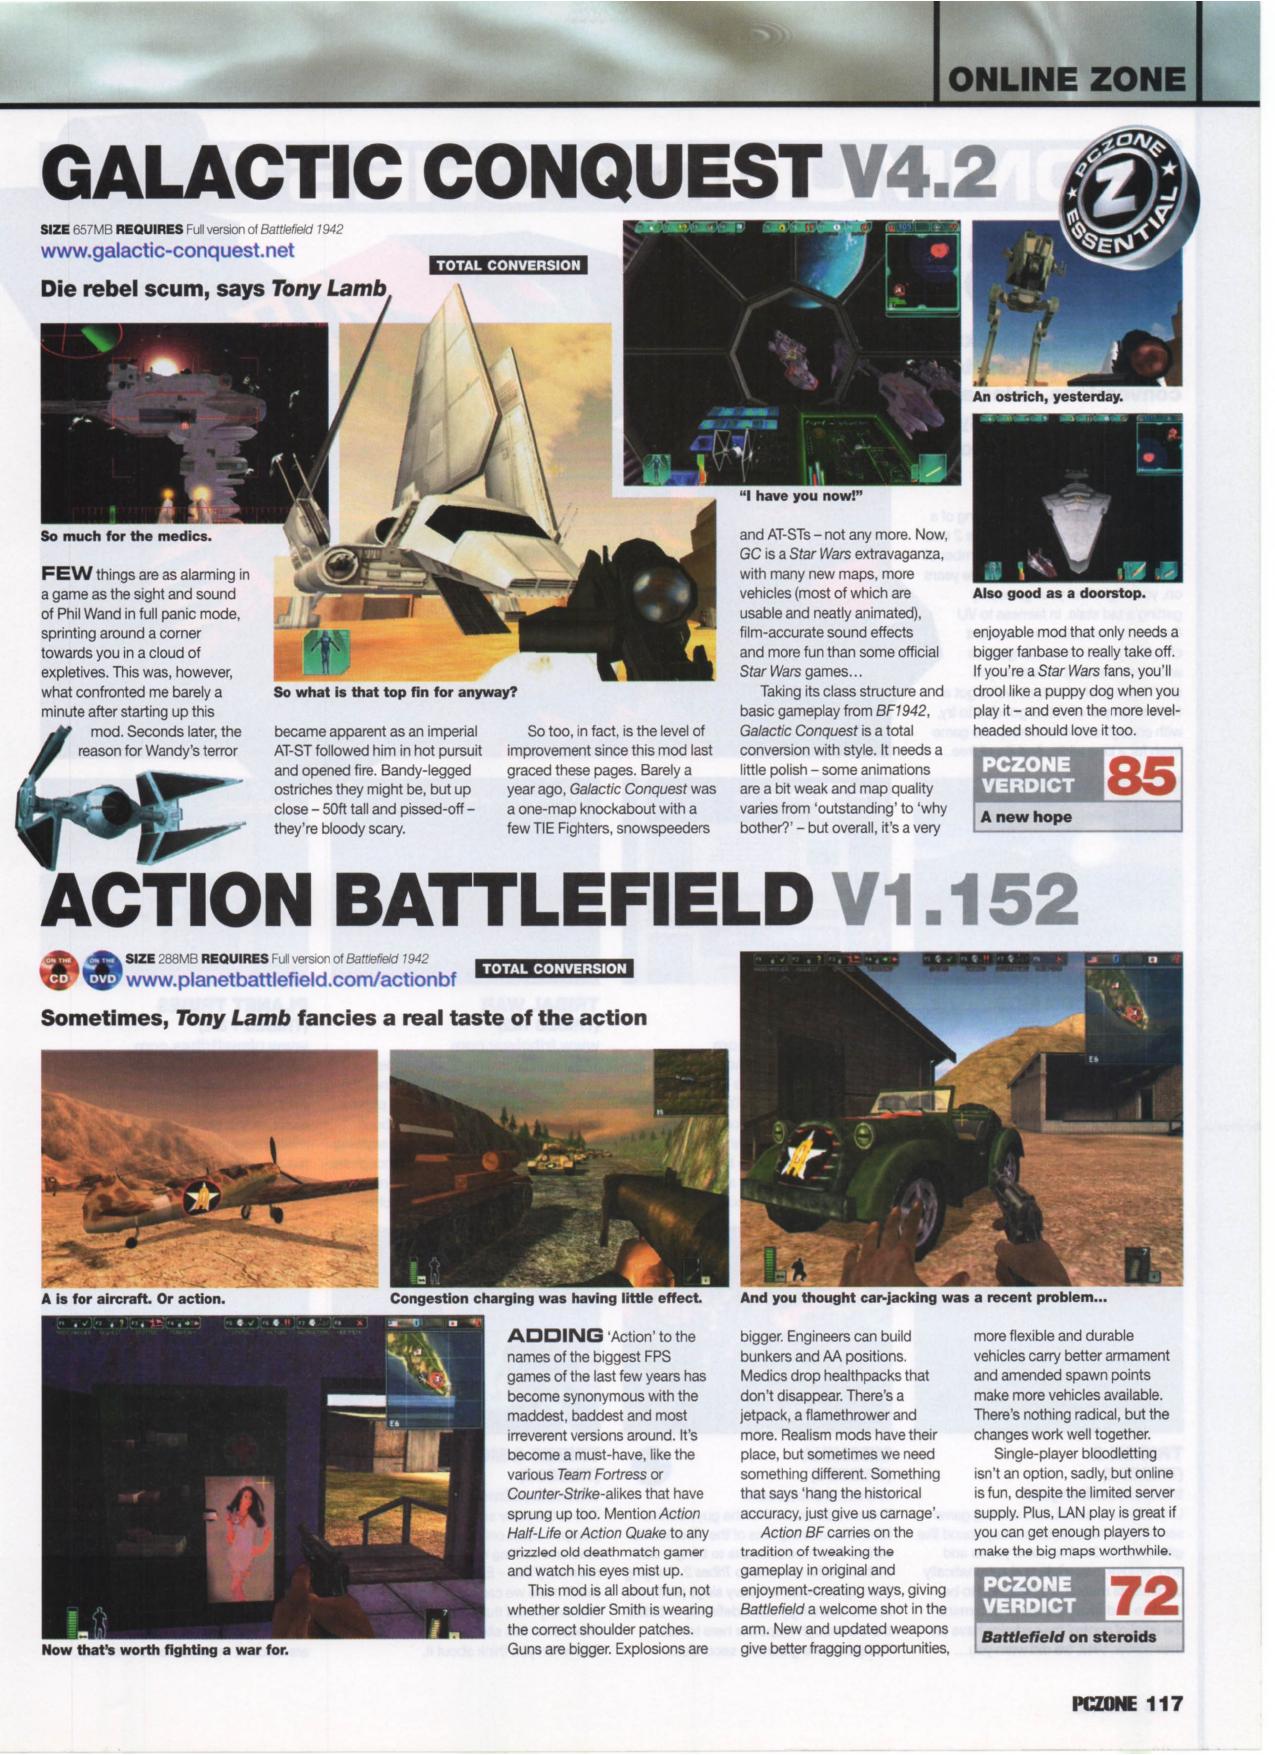 ONLINE ZONE
GALACTIC CONQUEST V4.2
PCZONE
Z
ESSENTIAL
SIZE 657MB REQUIRES Full version of Battlefield 1942
www.galactic-conquest.net
TOTAL CONVERSION
Die rebel scum, says Tony Lamb
So much for the medics.
FEW things are as alarming in
a game as the sight and sound
of Phil Wand in full panic mode,
sprinting around a corner
towards you in a cloud of
expletives. This was, however,
what confronted me barely a
minute after starting up this
mod. Seconds later, the
reason for Wandy's terror
So what is that top fin for anyway?
became apparent as an imperial
AT-ST followed him in hot pursuit
and opened fire. Bandy-legged
ostriches they might be, but up
close – 50ft tall and pissed-off –
they're bloody scary.
So too, in fact, is the level of
improvement since this mod last
graced these pages. Barely a
year ago, Galactic Conquest was
a one-map knockabout with a
few TIE Fighters, snowspeeders
"I have you now!"
and AT-STs – not any more. Now,
GC is a Star Wars extravaganza,
with many new maps, more
vehicles (most of which are
usable and neatly animated),
film-accurate sound effects
and more fun than some official
Star Wars games...
Taking its class structure and
basic gameplay from BF1942,
Galactic Conquest is a total
conversion with style. It needs a
little polish – some animations
are a bit weak and map quality
varies from 'outstanding' to 'why
bother?' – but overall, it's a very
An ostrich, yesterday.
Also good as a doorstop.
enjoyable mod that only needs a
bigger fanbase to really take off.
If you're a Star Wars fans, you'll
drool like a puppy dog when you
play it – and even the more level-
headed should love it too.
PCZONE
VERDICT 85
A new hope
ACTION BATTLEFIELD V1.152
ON THE
CD
ON THE
DVD
SIZE 288MB REQUIRES Full version of Battlefield 1942
www.planetbattlefield.com/actionbf
TOTAL CONVERSION
Sometimes, Tony Lamb fancies a real taste of the action
A is for aircraft. Or action.
Congestion charging was having little effect.
E6
And you thought car-jacking was a recent problem...
E6
7
7
Now that's worth fighting a war for.
ADDING 'Action' to the
names of the biggest FPS
games of the last few years has
become synonymous with the
maddest, baddest and most
irreverent versions around. It's
become a must-have, like the
various Team Fortress or
Counter-Strike-alikes that have
sprung up too. Mention Action
Half-Life or Action Quake to any
grizzled old deathmatch gamer
and watch his eyes mist up.
This mod is all about fun, not
whether soldier Smith is wearing
the correct shoulder patches.
Guns are bigger. Explosions are
bigger. Engineers can build
bunkers and AA positions.
Medics drop healthpacks that
don't disappear. There's a
jetpack, a flamethrower and
more. Realism mods have their
place, but sometimes we need
something different. Something
that says 'hang the historical
accuracy, just give us carnage'.
Action BF carries on the
tradition of tweaking the
gameplay in original and
enjoyment-creating ways, giving
Battlefield a welcome shot in the
arm. New and updated weapons
give better fragging opportunities,
more flexible and durable
vehicles carry better armament
and amended spawn points
make more vehicles available.
There's nothing radical, but the
changes work well together.
Single-player bloodletting
isn't an option, sadly, but online
is fun, despite the limited server
supply. Plus, LAN play is great if
you can get enough players to
make the big maps worthwhile.
PCZONE
VERDICT 72
Battlefield on steroids
PCZONE 117